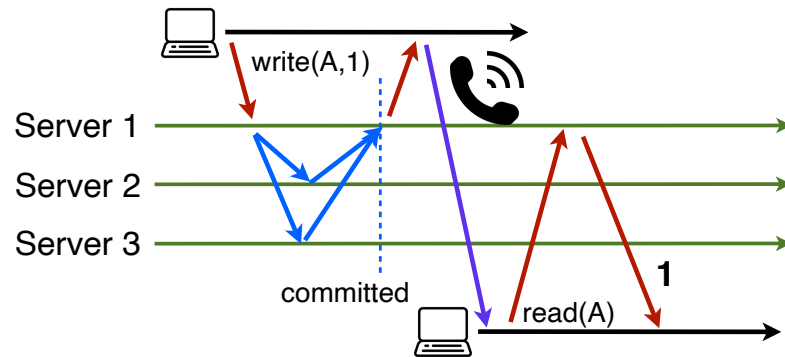 write(A,1)
Server 1
Server 2
Server 3
committed
1
read(A)